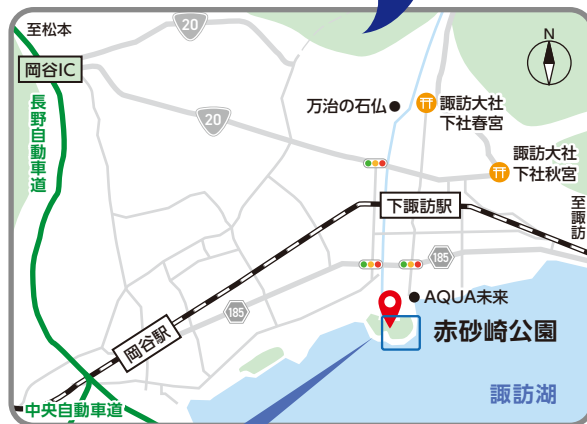 至松本
20
N
岡谷IC
長野自動車道
20
万治の石仏
諏訪大社
下社春宮
諏訪大社
下社秋宮
下諏訪駅
至諏訪
185
AQUA未来
185
赤砂崎公園
岡谷駅
諏訪湖
中央自動車道